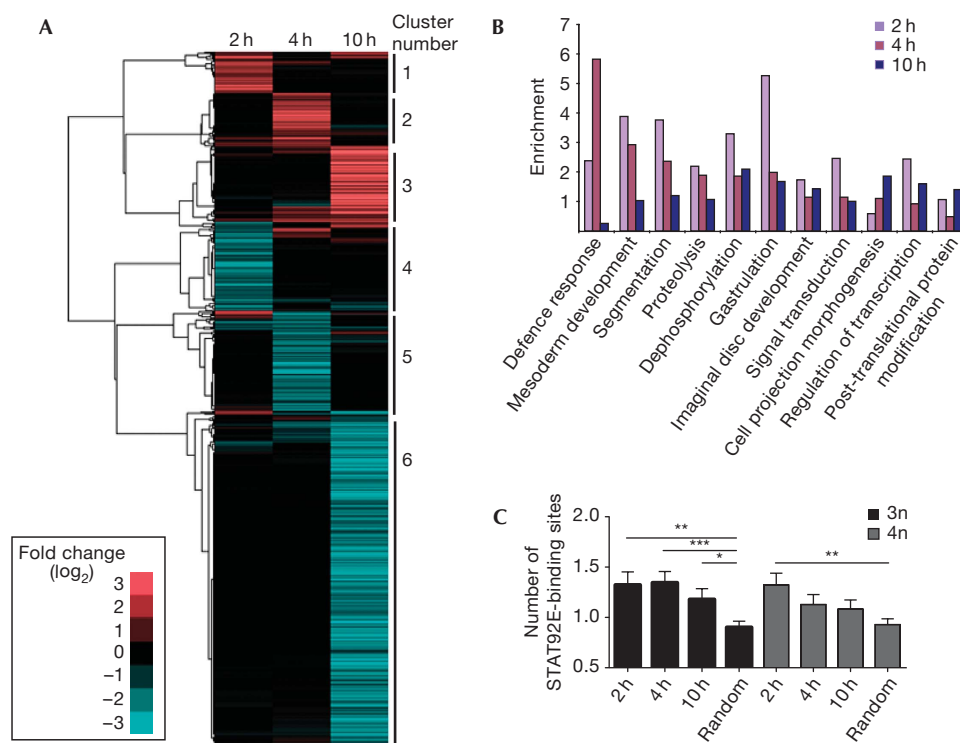 A
2 h 4 h 10 h
Cluster
number
1
2
3
4
5
6
Fold change
(log2)
3
2
1
0
−1
−2
−3
B
Enrichment
7
6
5
4
3
2
1
2 h
4 h
10 h
Defence response
Mesoderm development
Segmentation
Proteolysis
Dephosphorylation
Gastrulation
Imaginal disc development
Signal transduction
Cell projection morphogenesis
Regulation of transcription
Post-translational protein
modification
C
Number of
STAT92E-binding sites
2.0
1.5
1.0
0.5
3n
4n
**
***
*
**
2 h
4 h
10 h
Random
2 h
4 h
10 h
Random